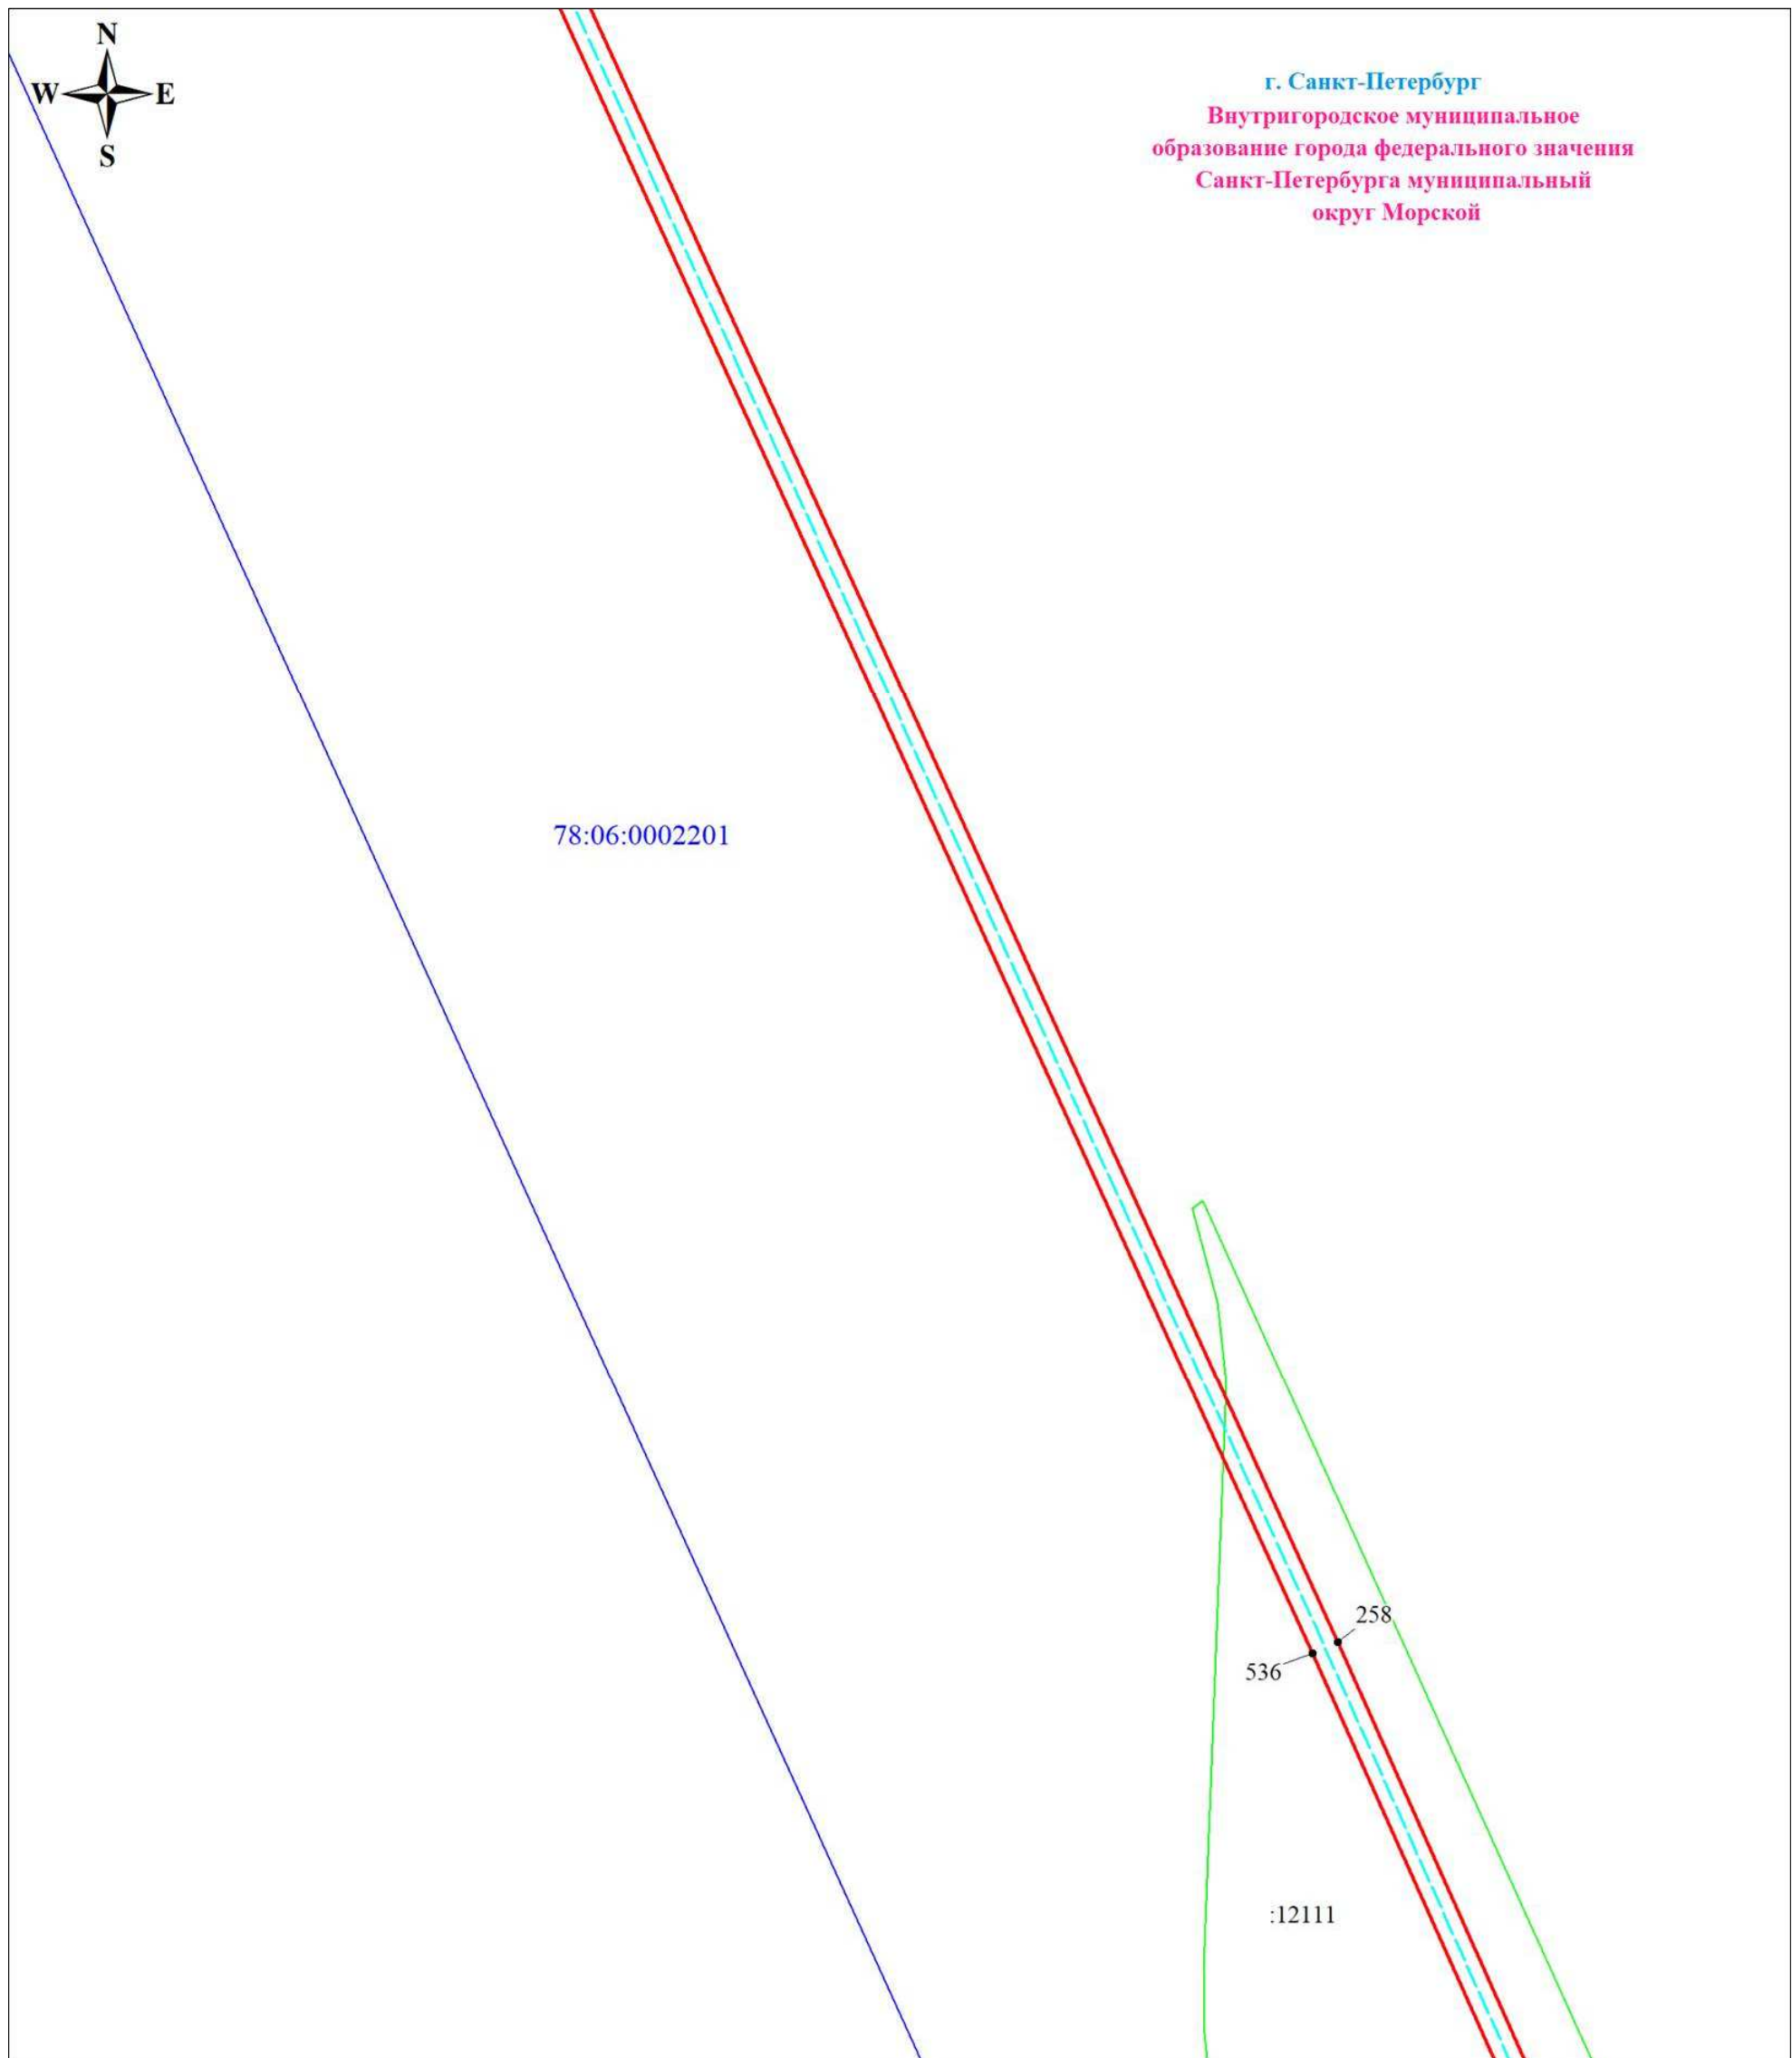 N
W E
S
г. Санкт-Петербург
Внутригородское муниципальное
образование города федерального значения
Санкт-Петербурга муниципальный
округ Морской
78:06:0002201
258
536
:12111